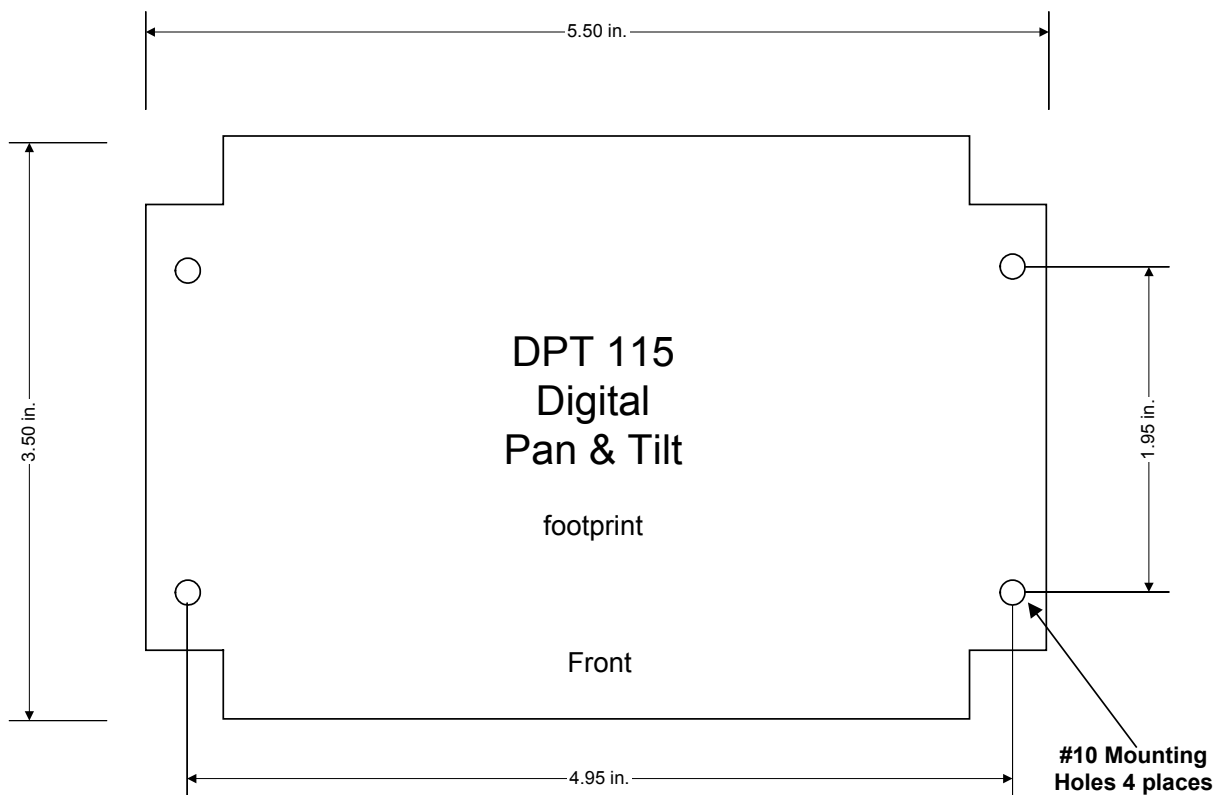 5.50 in.
3.50 in.
DPT 115
Digital
Pan & Tilt
1.95 in.
footprint
Front
4.95 in.
#10 Mounting
Holes 4 places